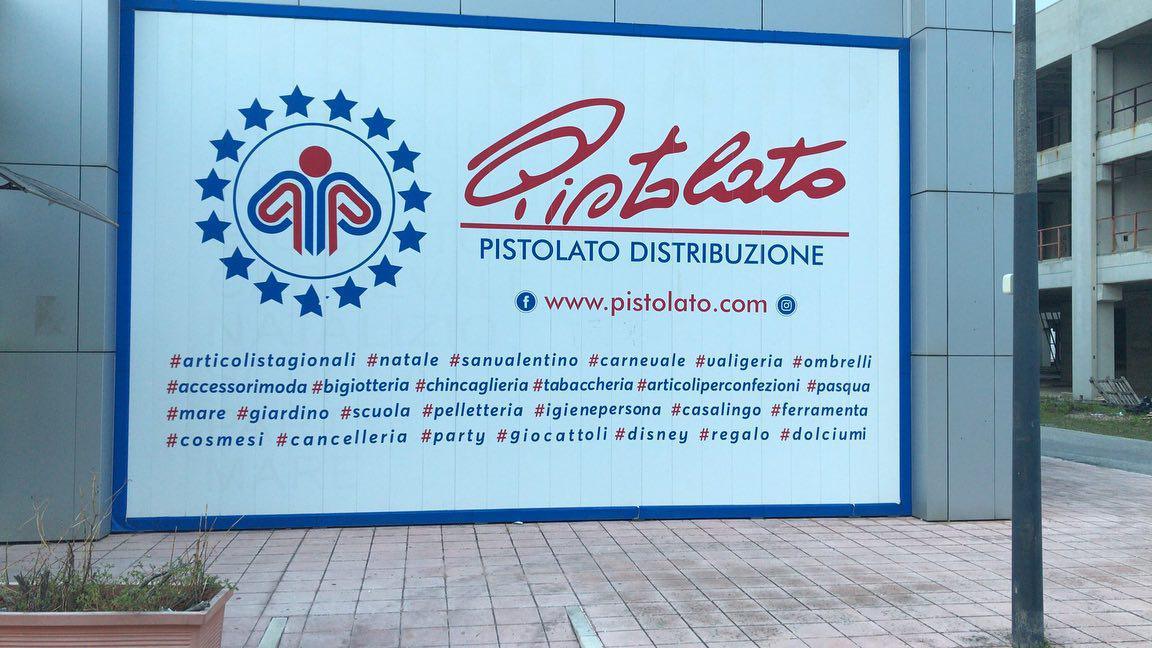 Pistolato
PISTOLATO DISTRIBUZIONE
www.pistolato.com
#articolistagionali #natale #sanvalentino #carnevale #valigeria #ombrelli
#accessorimoda #bigiotteria #chincaglieria #tabaccheria #articoliperconfezioni #pasqua
#mare #giardino #scuola #pelletteria #igienepersona #casalingo #ferramenta
#cosmesi #cancelleria #party #giocattoli #disney #regalo #dolciumi